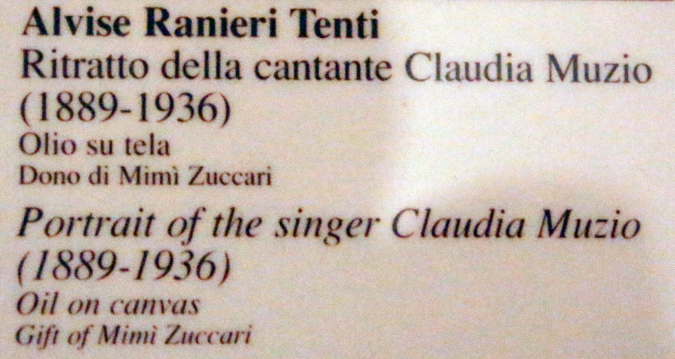 Alvise Ranieri Tenti
Ritratto della cantante Claudia Muzio
(1889-1936)
Olio su tela
Dono di Mimì Zuccari
Portrait of the singer Claudia Muzio
(1889-1936)
Oil on canvas
Gift of Mimì Zuccari